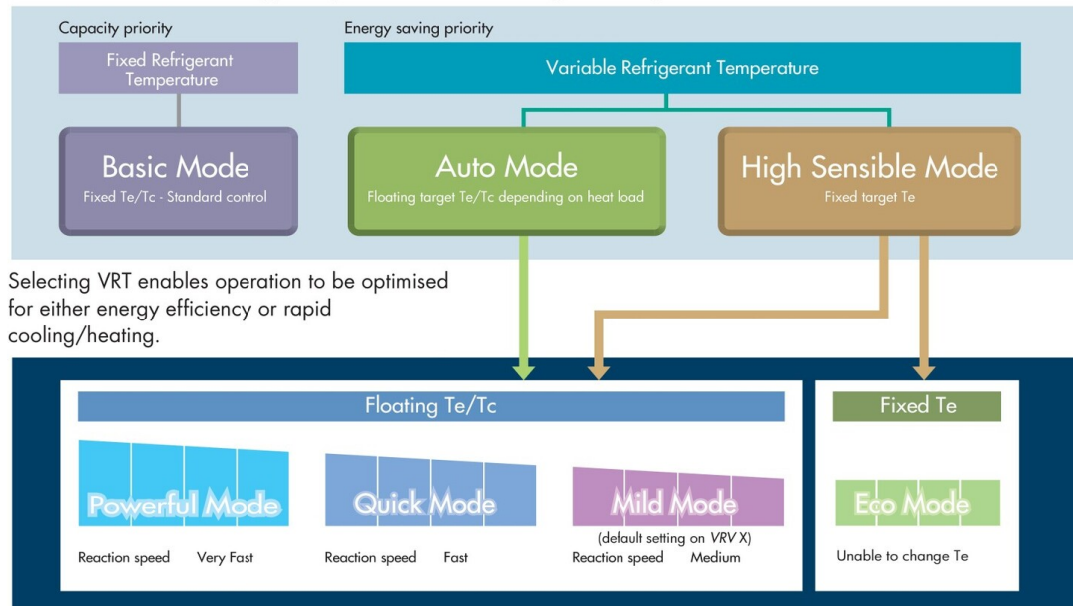 Capacity priority
Energy saving priority
Fixed Refrigerant
Temperature
Variable Refrigerant Temperature
Basic Mode
Fixed Te/Tc - Standard control
Auto Mode
Floating target Te/Tc depending on heat load
High Sensible Mode
Fixed target Te
Selecting VRT enables operation to be optimised
for either energy efficiency or rapid
cooling/heating.
Floating Te/Tc
Fixed Te
Powerful Mode
Quick Mode
Mild Mode
Eco Mode
(default setting on VRV X)
Reaction speed Very Fast
Reaction speed Fast
Reaction speed Medium
Unable to change Te